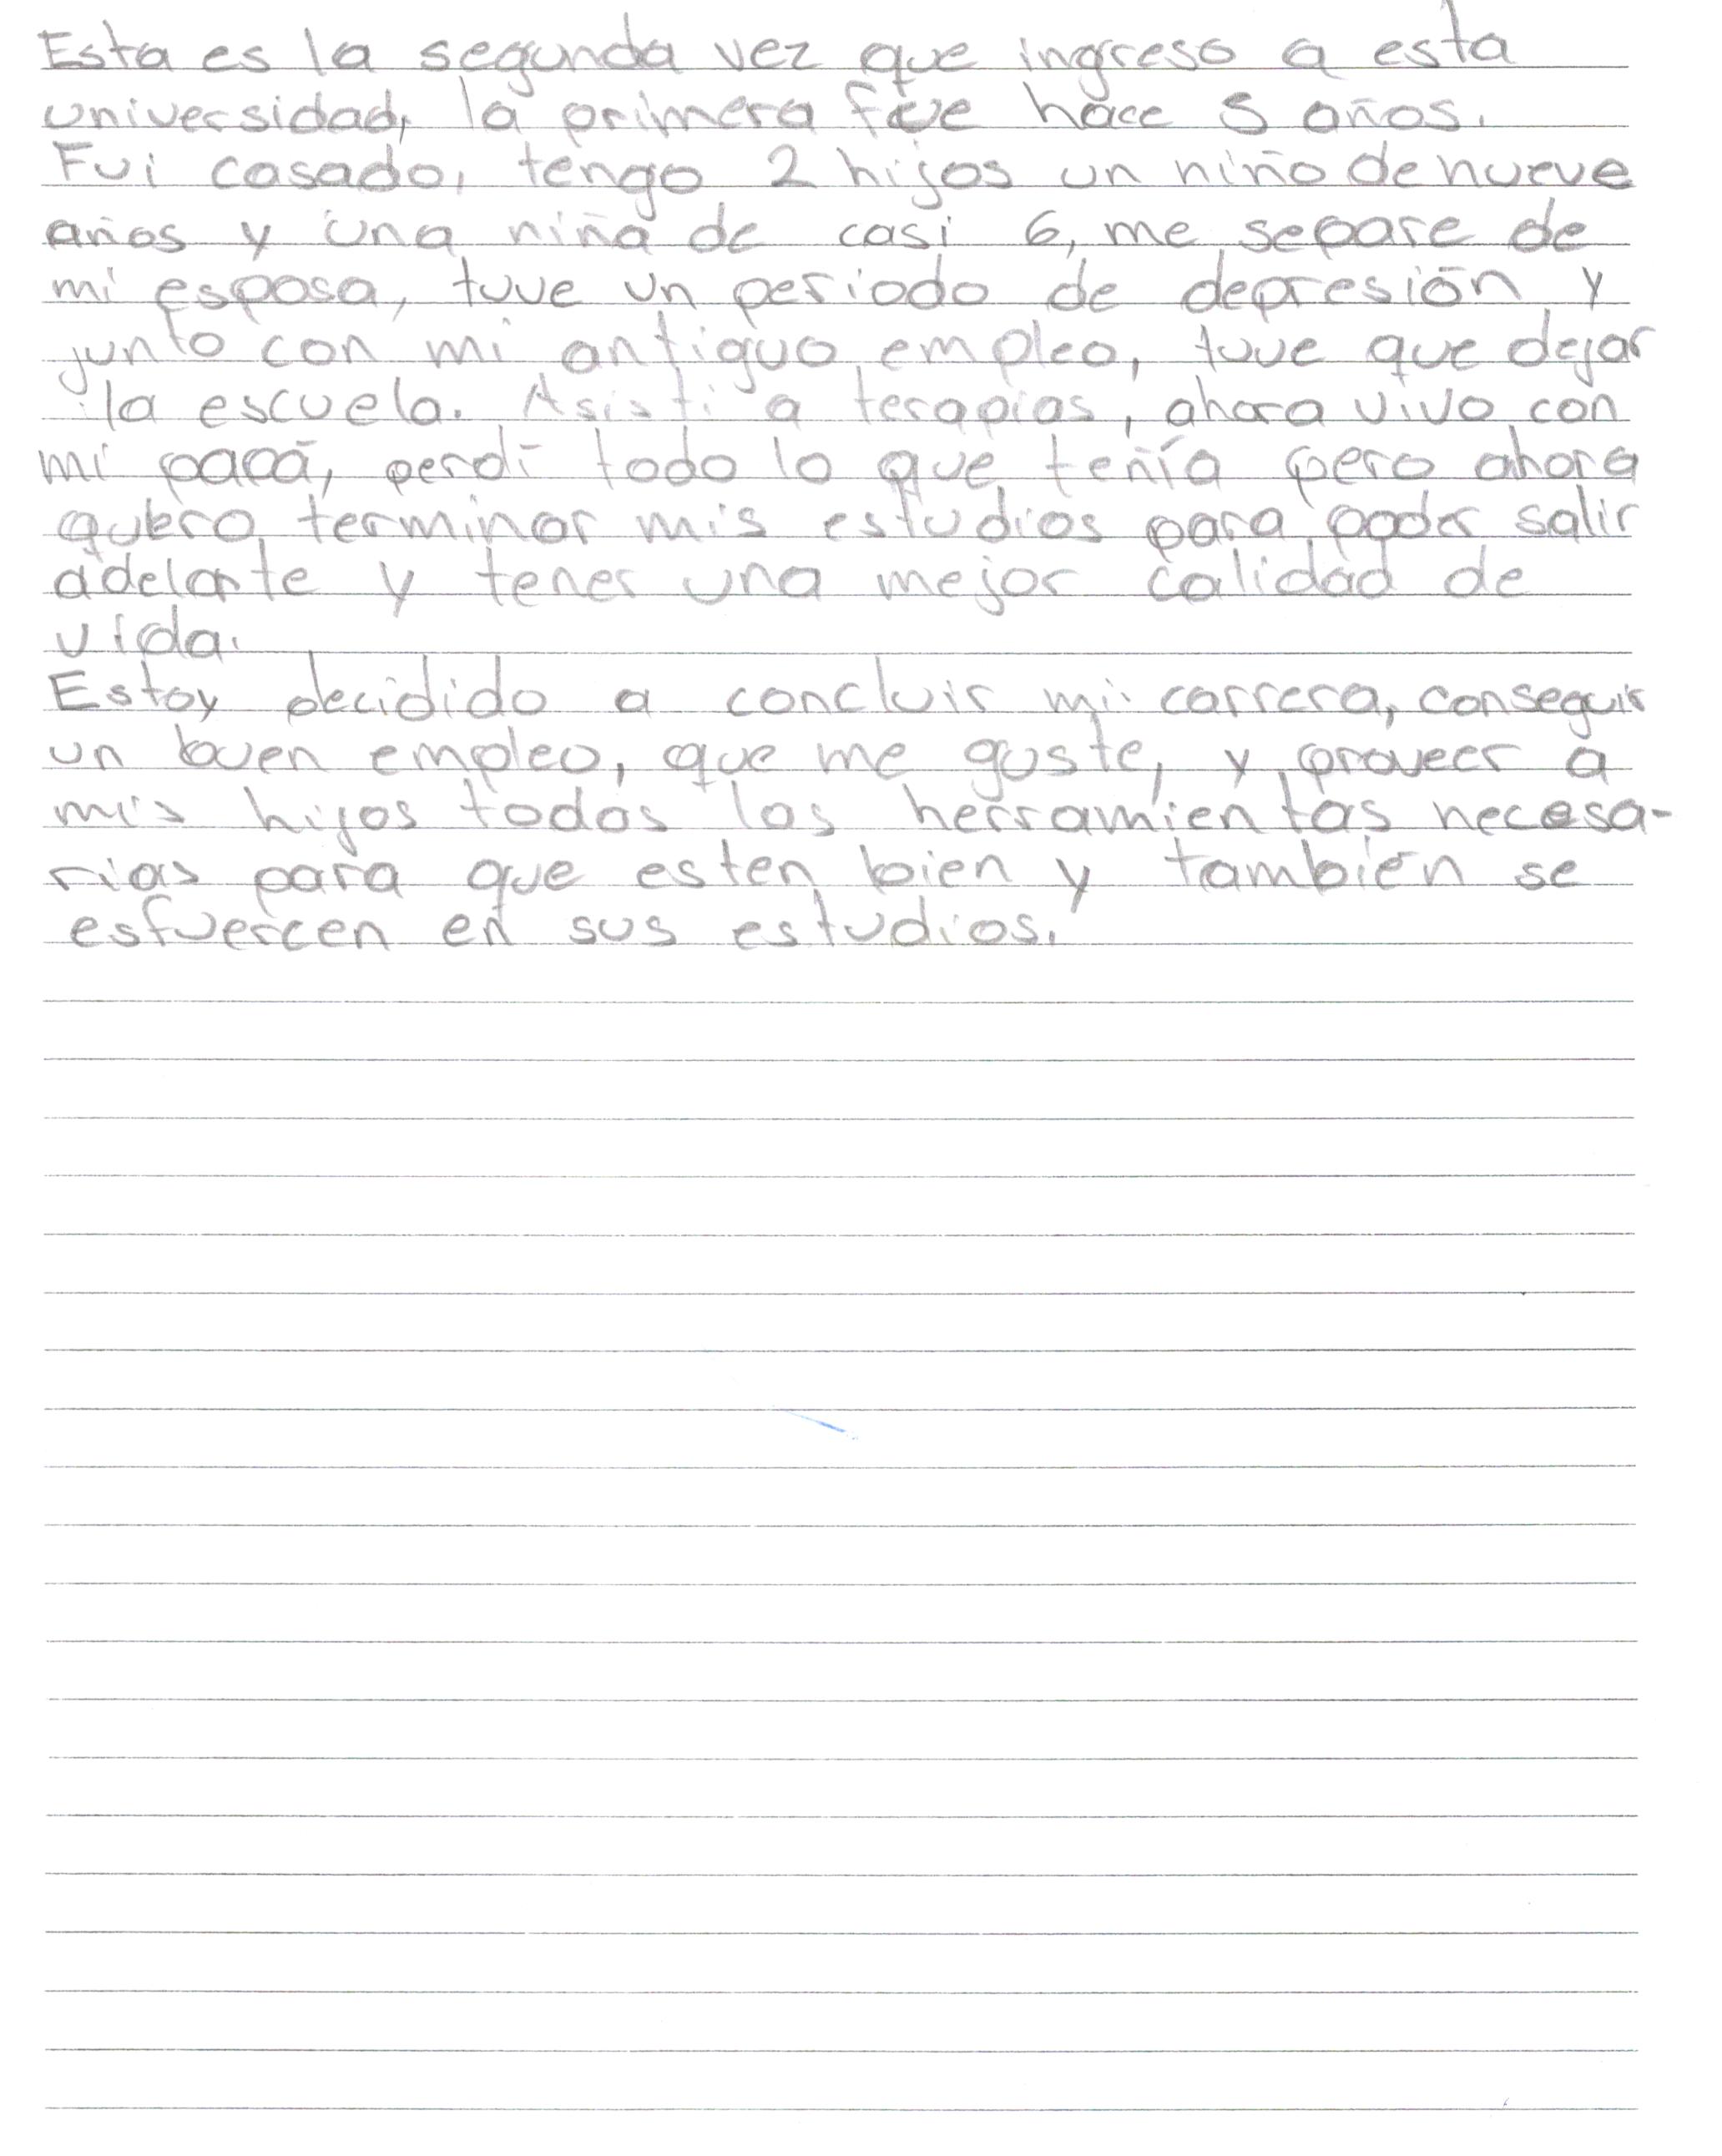 Esta es la segunda vez que ingreso a esta
universidad, la primera fue hace 5 años.
Fui casado, tengo 2 hijos un niño de nueve
años y una niña de casi 6, me separe de
mi esposa, tuve un periodo de depresión y
junto con mi antiguo empleo, tuve que dejar
la escuela. Asisti a terapias, ahora vivo con
mi papá, perdí todo lo que tenía pero ahora
quiero terminar mis estudios para poder salir
adelante y tener una mejor calidad de
vida.
Estoy decidido a concluir mi carrera, conseguir
un buen empleo, que me guste, y proveer a
mis hijos todas las herramientas necesa-
rias para que esten bien y también se
esfuercen en sus estudios.